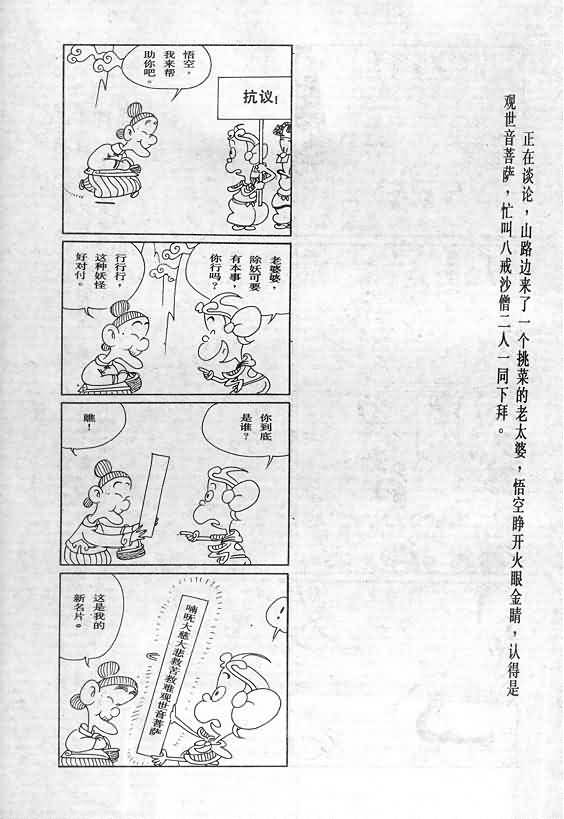 正在谈论，山路边来了一个挑菜的老太婆，悟空睁开火眼金睛，认得是
观世音菩萨，忙叫八戒沙僧二人一同下拜。
抗议！
悟空，
我来帮
助你吧。
老婆婆，
除妖可要
有本事，
你行吗？
行行行，
这种妖怪
好对付。
你到底
是谁？
瞧！
！
喃呒大慈大悲救苦救难观世音菩萨
这是我的
新名片。